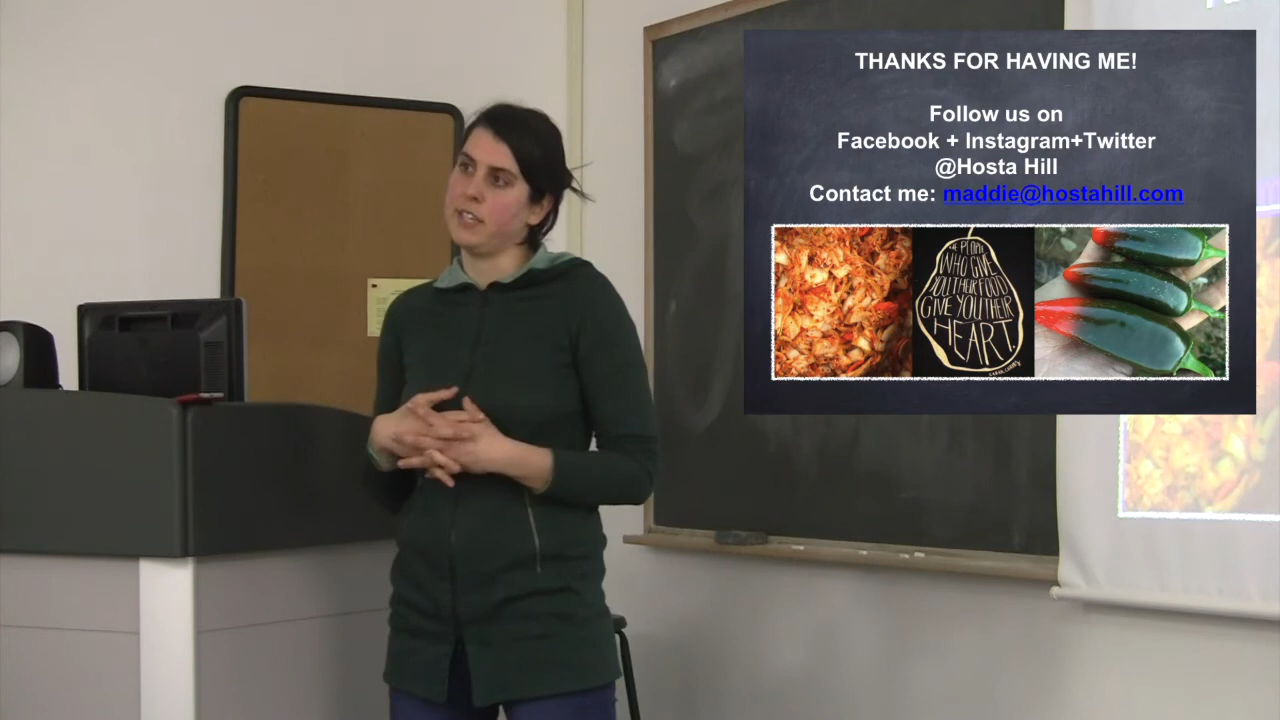 THANKS FOR HAVING ME!
Follow us on
Facebook + Instagram+Twitter
@Hosta Hill
Contact me: maddie@hostahill.com
PEOPLE
WHO GIVE
YOU THEIR FOOD
GIVE YOU THEIR
HEART.